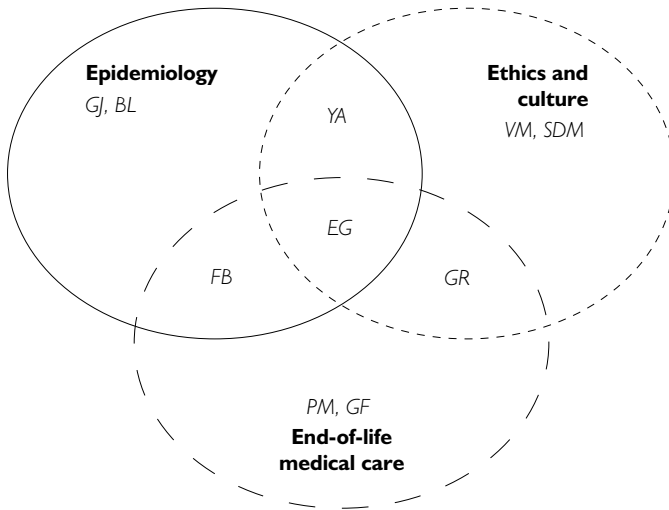 Epidemiology
GJ, BL
YA
Ethics and
culture
VM, SDM
EG
FB
GR
PM, GF
End-of-life
medical care